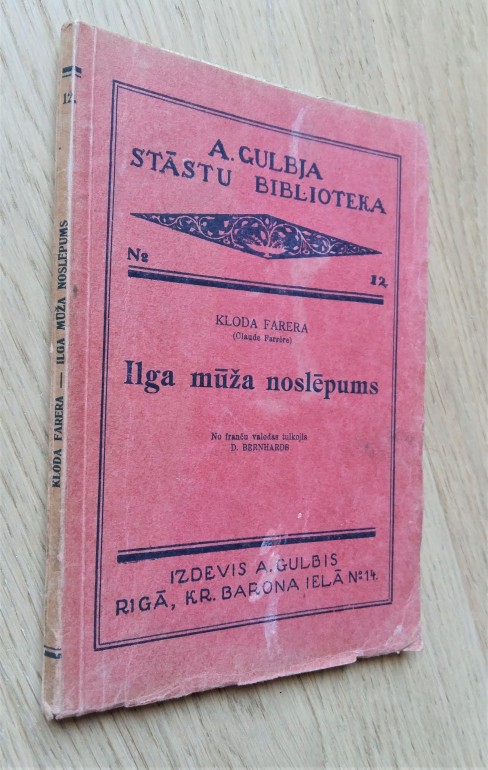 A. GULBJA
STĀSTU BIBLIOTEKA
№ 12
KLODA FARERA
(Claude Farrère)
Ilga mūža noslēpums
No franču valodas tulkojis
D. BERNHARDS
IZDEVIS A. GULBIS
RIGĀ, KR. BARONA IELĀ №: 14.
12.
KLODA FARERA — ILGA MŪŽA NOSLĒPUMS